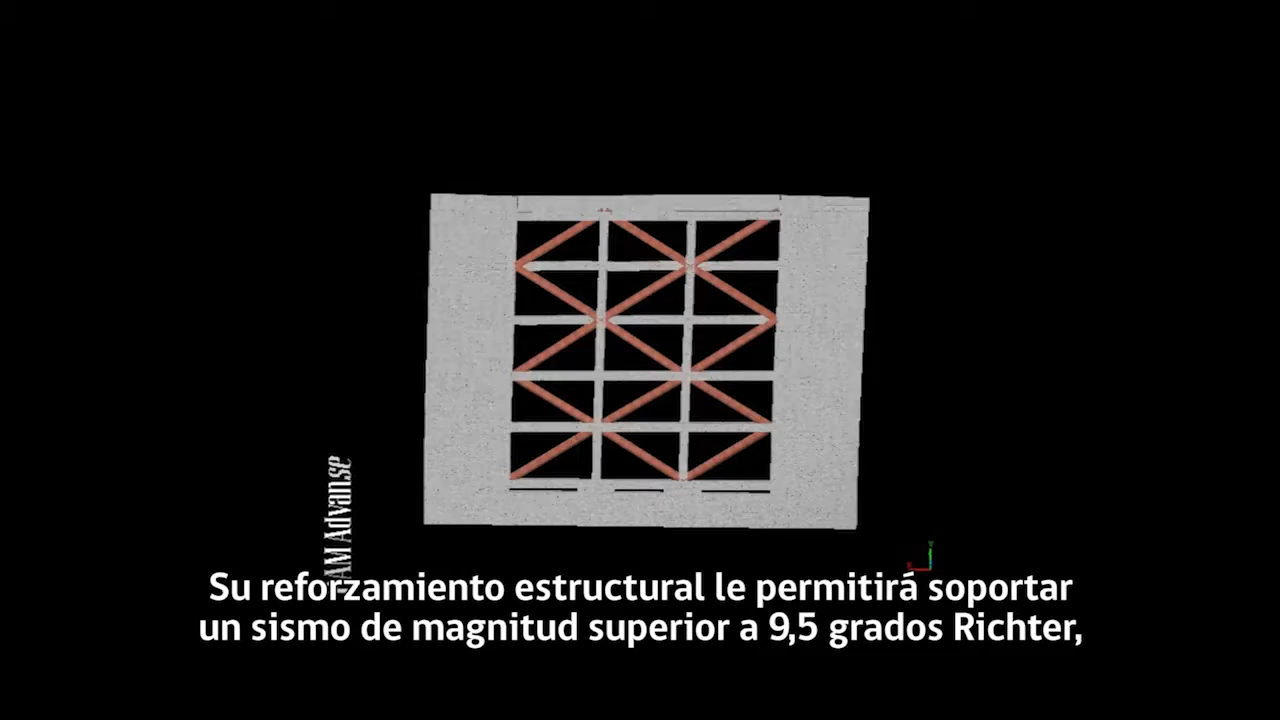 AM Advanse
Su reforzamiento estructural le permitirá soportar
un sismo de magnitud superior a 9,5 grados Richter,